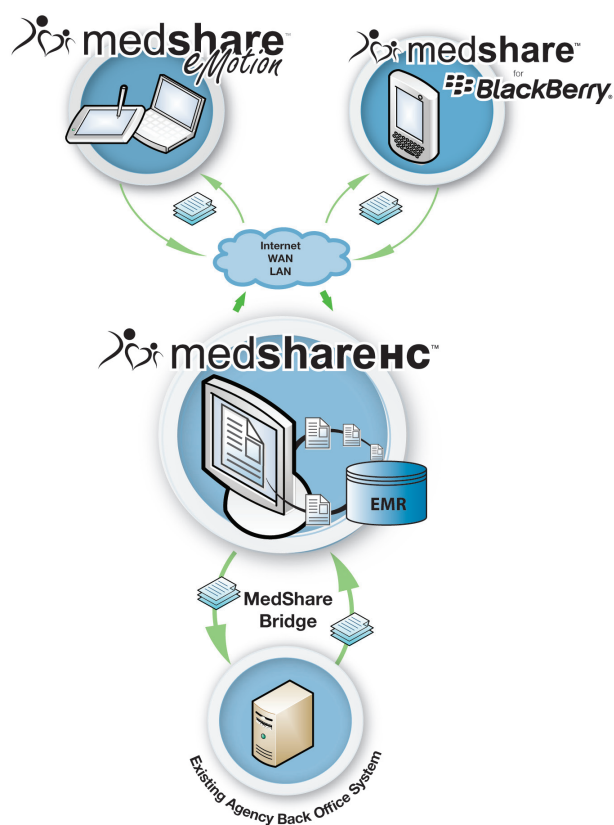 medshare™
eMotion
medshare™
for
BlackBerry®
Internet
WAN
LAN
medshareHC™
EMR
MedShare
Bridge
Existing Agency Back Office System